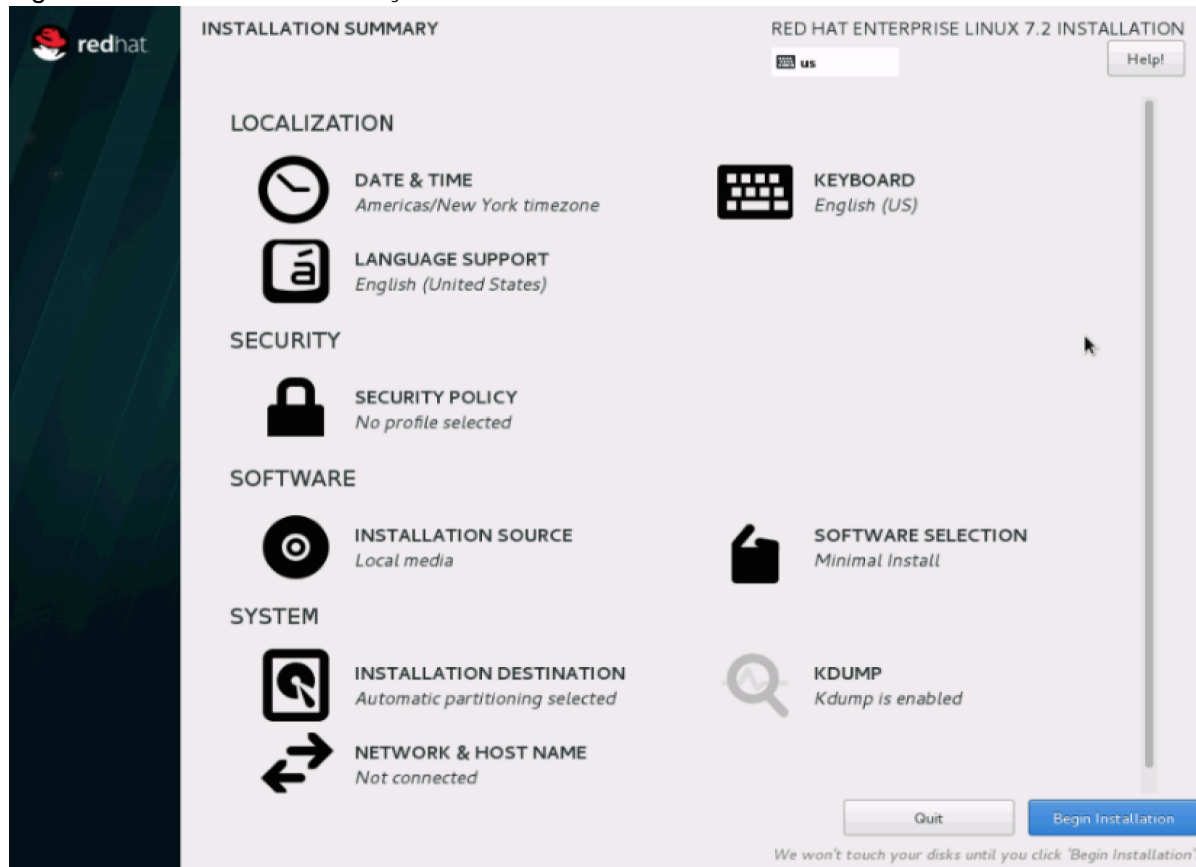 redhat
INSTALLATION SUMMARY
RED HAT ENTERPRISE LINUX 7.2 INSTALLATION
us
Help!
LOCALIZATION
DATE & TIME
Americas/New York timezone
KEYBOARD
English (US)
á
LANGUAGE SUPPORT
English (United States)
SECURITY
SECURITY POLICY
No profile selected
SOFTWARE
INSTALLATION SOURCE
Local media
SOFTWARE SELECTION
Minimal Install
SYSTEM
INSTALLATION DESTINATION
Automatic partitioning selected
KDUMP
Kdump is enabled
NETWORK & HOST NAME
Not connected
Quit
Begin Installation
We won't touch your disks until you click 'Begin Installation'